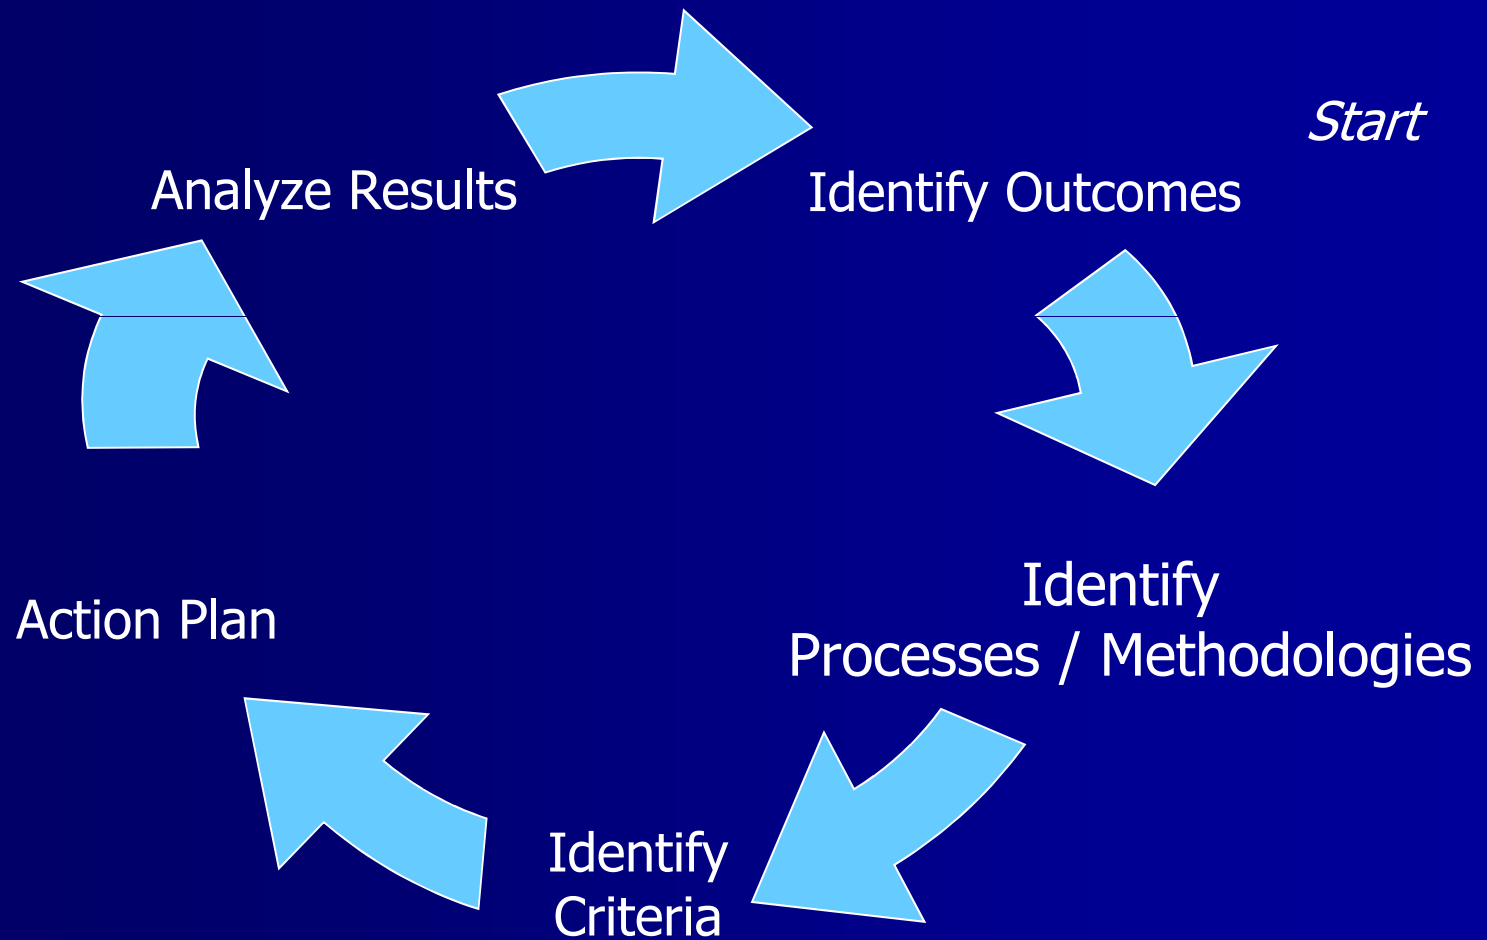 Start
Analyze Results
Identify Outcomes
Identify
Processes / Methodologies
Action Plan
Identify
Criteria